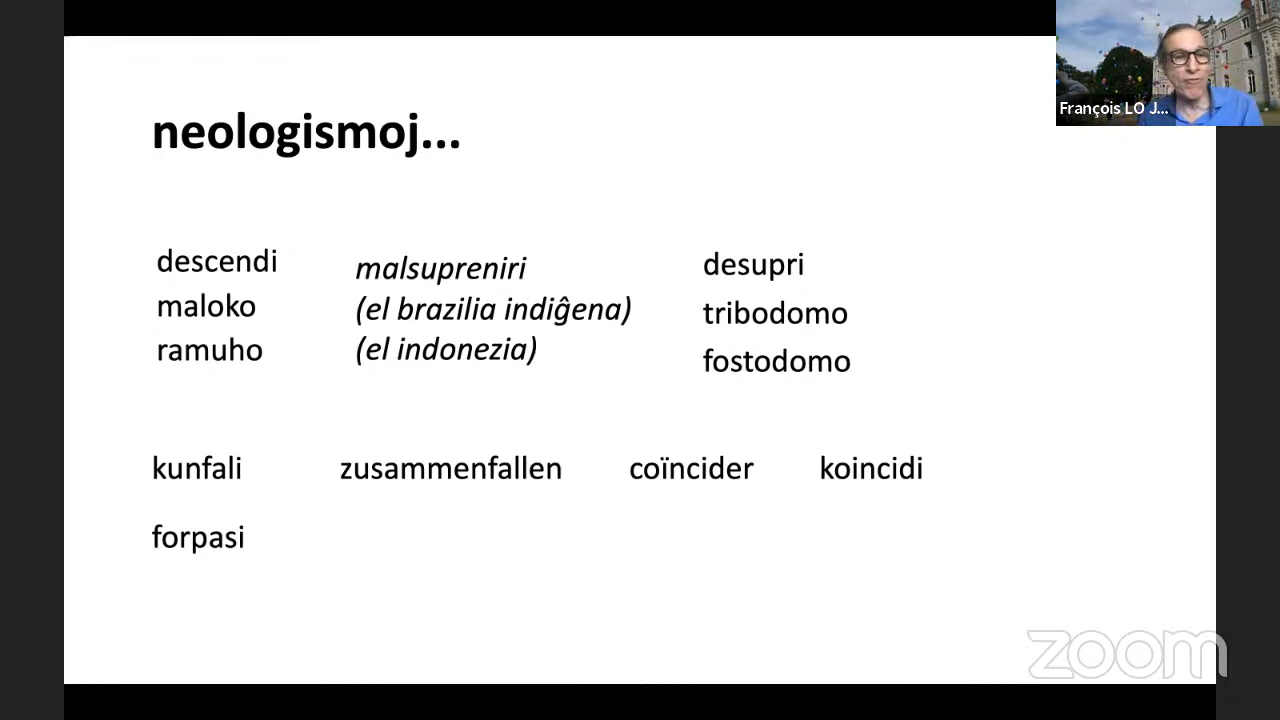 François LO J...
neologismoj...
descendi malsupreniri desupri
maloko (el brazilia indiĝena) tribodomo
ramuho (el indonezia) fostodomo
kunfali zusammenfallen coïncider koincidi
forpasi
zoom